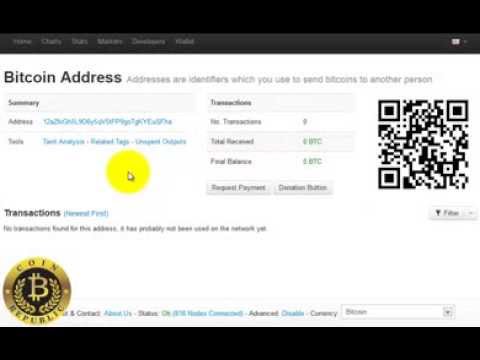 Home Charts Stats Markets Developers Wallet
Bitcoin Address Addresses are identifiers which you use to send bitcoins to another person
Summary
Address
Tools Taint Analysis - Related Tags - Unspent Outputs
Transactions
No. Transactions 0
Total Received 0 BTC
Final Balance 0 BTC
Request Payment Donation Button
Transactions (Newest First)
Filter
No transactions found for this address, it has probably not been used on the network yet.
COIN REPUBLIC
& Contact: About Us - Status: Ok (818 Nodes Connected) - Advanced: Disable - Currency Bitcoin